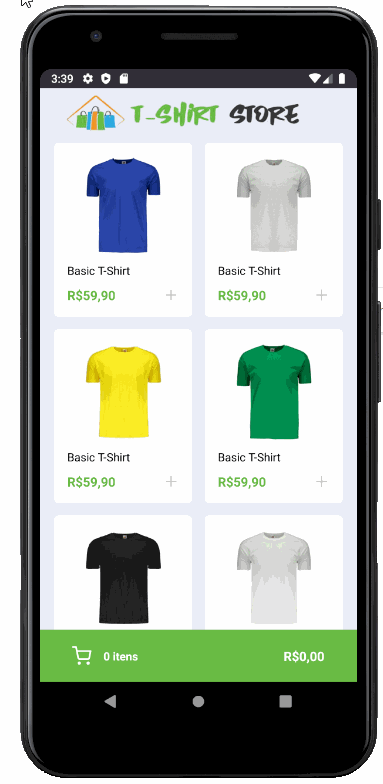 3:39
T-SHIRT STORE
Basic T-Shirt
R$59,90
Basic T-Shirt
R$59,90
Basic T-Shirt
R$59,90
Basic T-Shirt
R$59,90
0 itens
R$0,00